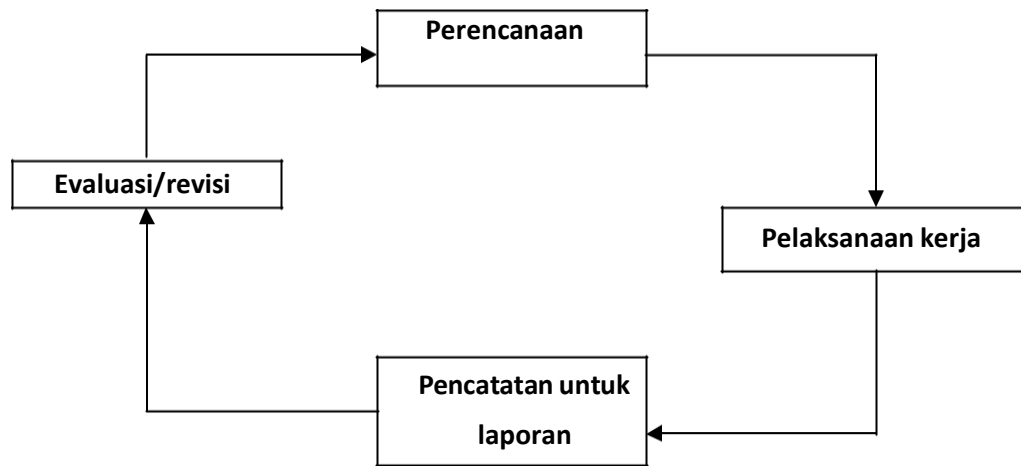 Perencanaan
Evaluasi/revisi
Pelaksanaan kerja
Pencatatan untuk
laporan